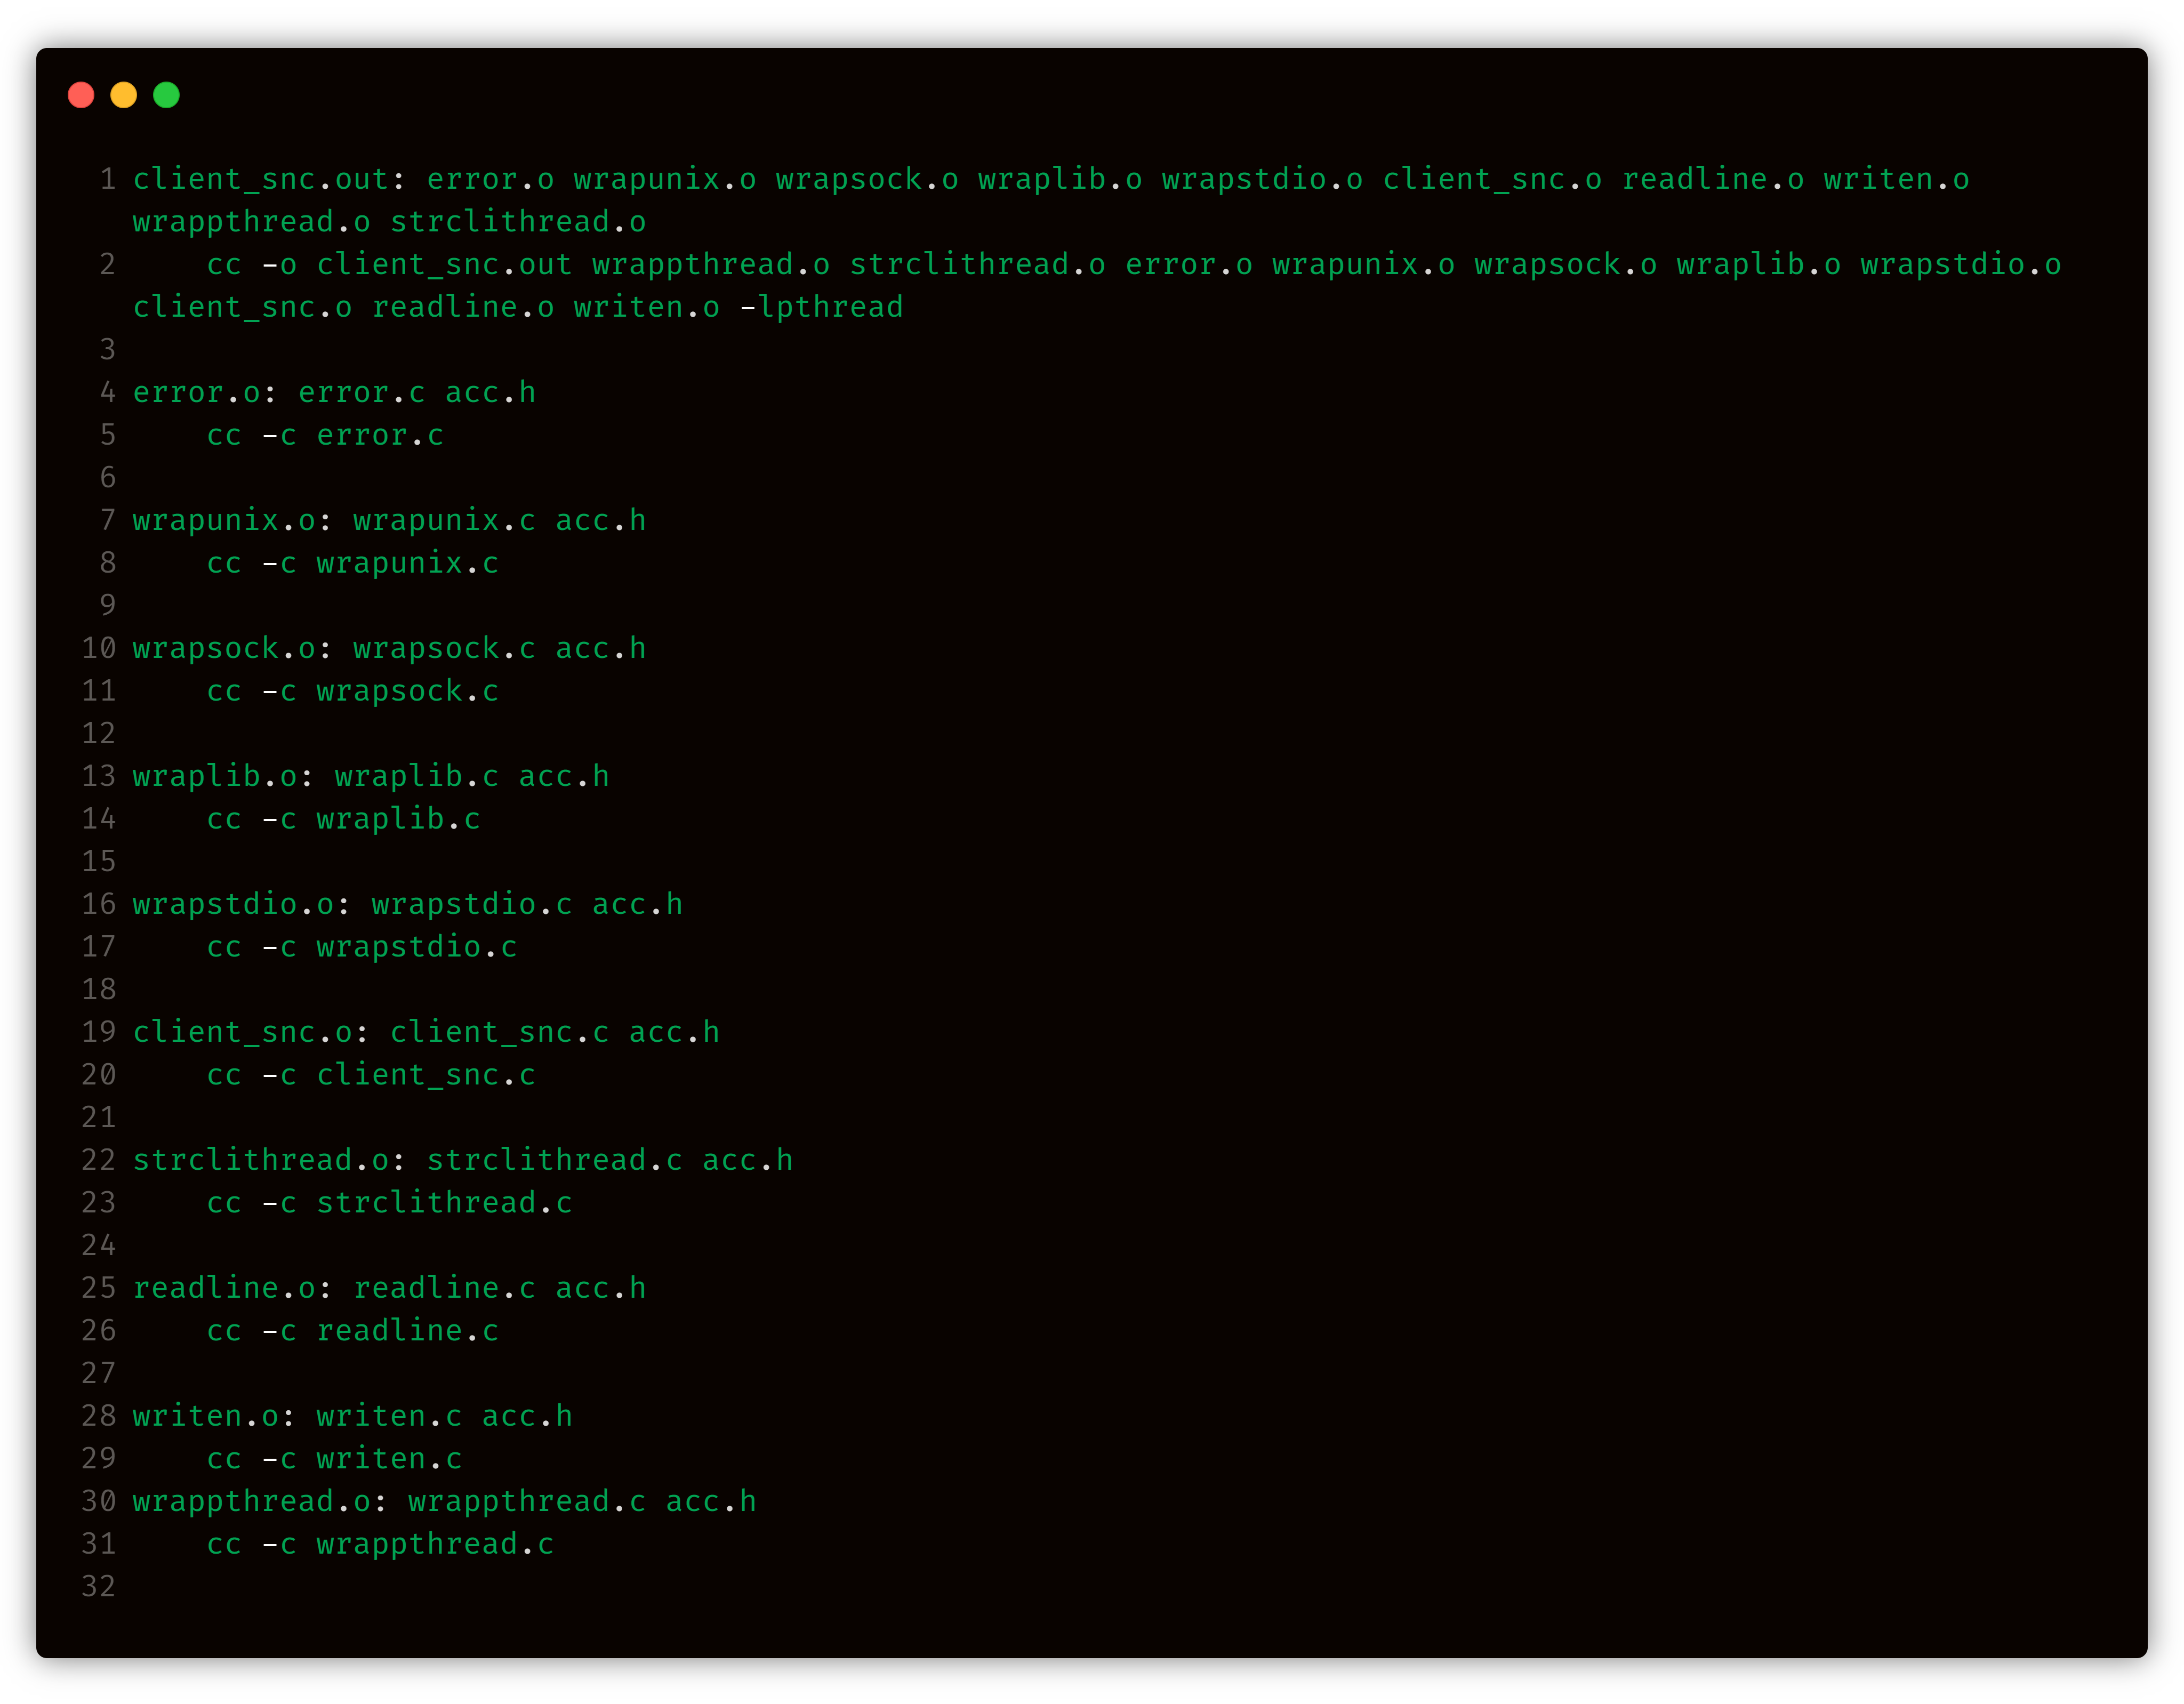 1 client_snc.out: error.o wrapunix.o wrapsock.o wraplib.o wrapstdio.o client_snc.o readline.o writen.o
wrappthread.o strclithread.o
2     cc -o client_snc.out wrappthread.o strclithread.o error.o wrapunix.o wrapsock.o wraplib.o wrapstdio.o
client_snc.o readline.o writen.o -lpthread
3
4 error.o: error.c acc.h
5     cc -c error.c
6
7 wrapunix.o: wrapunix.c acc.h
8     cc -c wrapunix.c
9
10 wrapsock.o: wrapsock.c acc.h
11     cc -c wrapsock.c
12
13 wraplib.o: wraplib.c acc.h
14     cc -c wraplib.c
15
16 wrapstdio.o: wrapstdio.c acc.h
17     cc -c wrapstdio.c
18
19 client_snc.o: client_snc.c acc.h
20     cc -c client_snc.c
21
22 strclithread.o: strclithread.c acc.h
23     cc -c strclithread.c
24
25 readline.o: readline.c acc.h
26     cc -c readline.c
27
28 writen.o: writen.c acc.h
29     cc -c writen.c
30 wrappthread.o: wrappthread.c acc.h
31     cc -c wrappthread.c
32